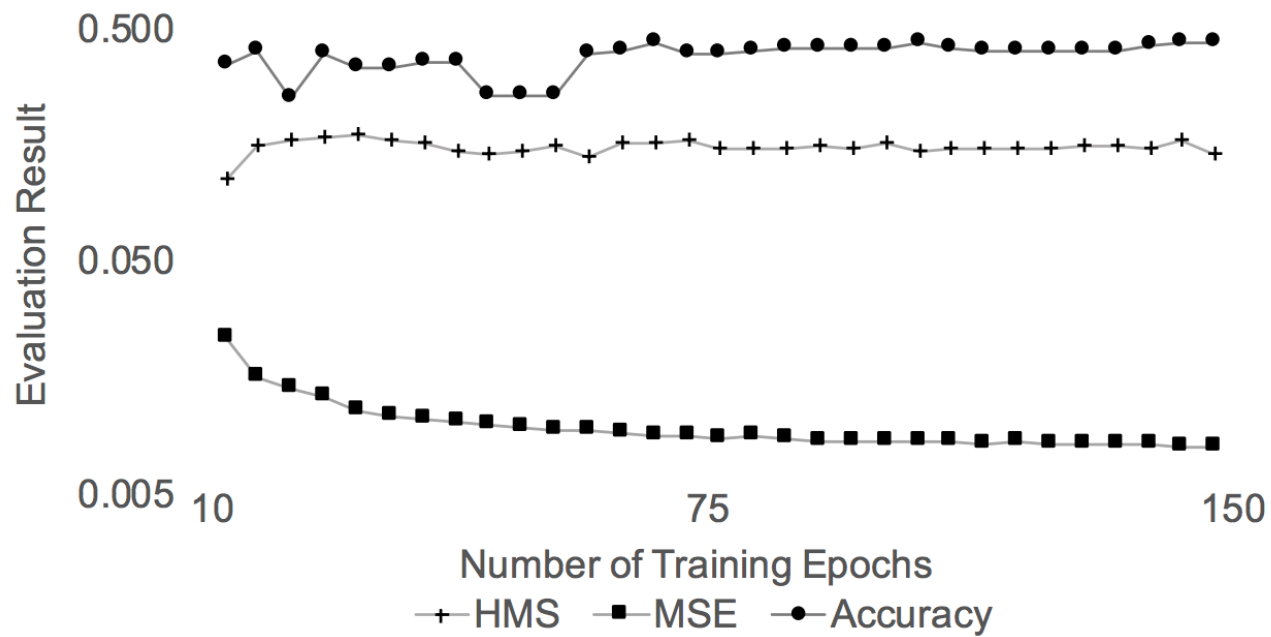 0.500
0.050
0.005
Evaluation Result
10 75 150
Number of Training Epochs
HMS MSE Accuracy